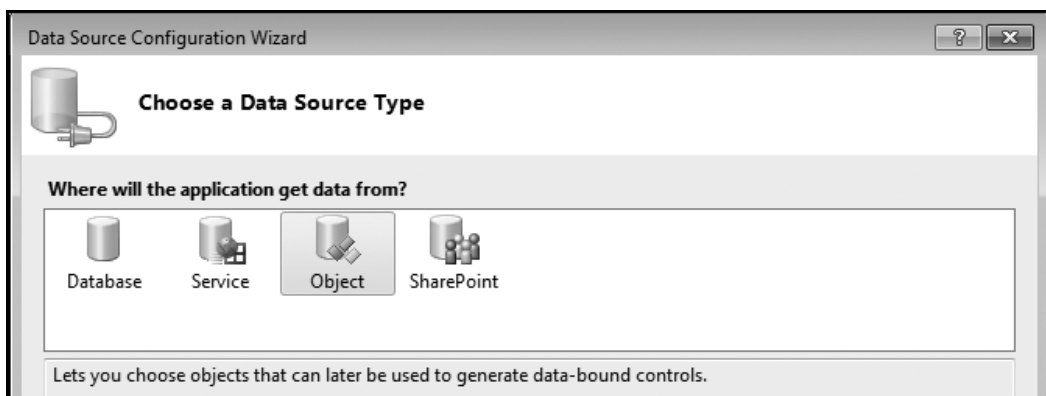 Data Source Configuration Wizard
?
Choose a Data Source Type
Where will the application get data from?
Database Service Object SharePoint
Lets you choose objects that can later be used to generate data-bound controls.